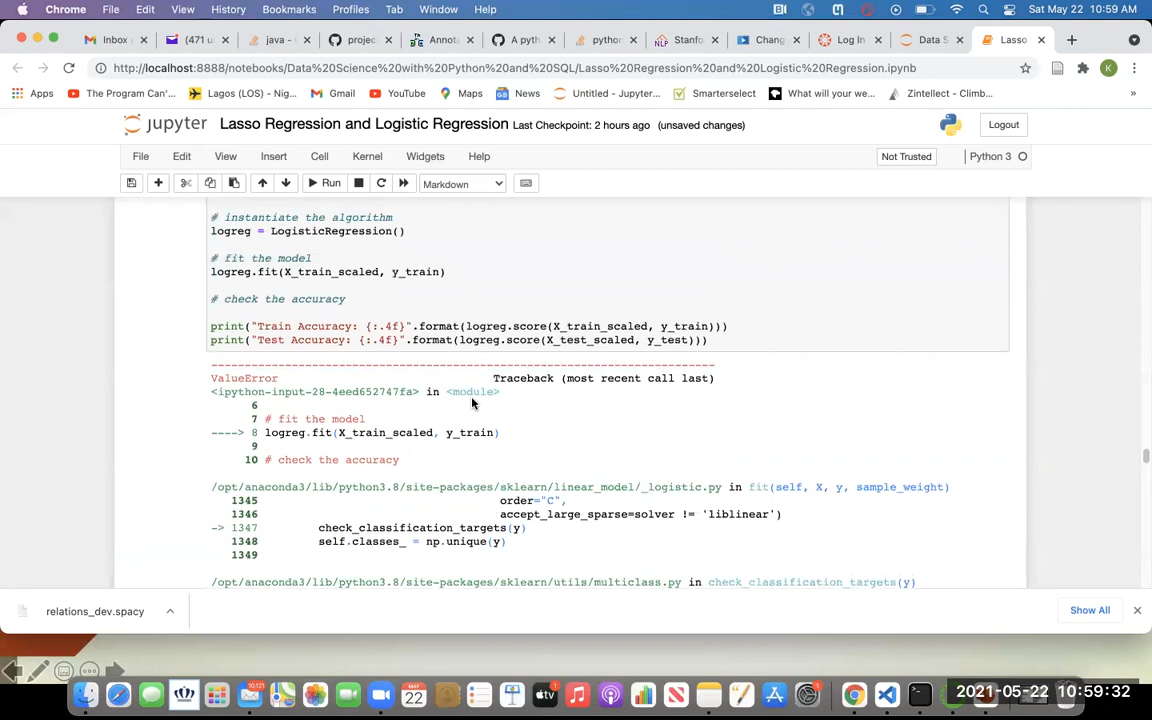 Chrome File Edit View History Bookmarks Profiles Tab Window Help Sat May 22 10:59 AM
Inbox (471 u java - projec Annota A pyth python Stanfo Chang Log In Data S Lasso
http://localhost:8888/notebooks/Data%20Science%20with%20Python%20and%20SQL/Lasso%20Regression%20and%20Logistic%20Regression.ipynb K
Apps The Program Can'... Lagos (LOS) – Nig... Gmail YouTube Maps News Untitled - Jupyter... Smarterselect What will your we... Zintellect - Climb... »
jupyter Lasso Regression and Logistic Regression Last Checkpoint: 2 hours ago (unsaved changes) Logout
File Edit View Insert Cell Kernel Widgets Help Not Trusted Python 3
Run Markdown
# instantiate the algorithm
logreg = LogisticRegression()
# fit the model
logreg.fit(X_train_scaled, y_train)
# check the accuracy
print("Train Accuracy: {:.4f}".format(logreg.score(X_train_scaled, y_train)))
print("Test Accuracy: {:.4f}".format(logreg.score(X_test_scaled, y_test)))
---------------------------------------------------------------------------
ValueError Traceback (most recent call last)
<ipython-input-28-4eed652747fa> in <module>
6
7 # fit the model
----> 8 logreg.fit(X_train_scaled, y_train)
9
10 # check the accuracy
/opt/anaconda3/lib/python3.8/site-packages/sklearn/linear_model/_logistic.py in fit(self, X, y, sample_weight)
1345 order="C",
1346 accept_large_sparse=solver != 'liblinear')
-> 1347 check_classification_targets(y)
1348 self.classes_ = np.unique(y)
1349
/opt/anaconda3/lib/python3.8/site-packages/sklearn/utils/multiclass.py in check_classification_targets(y)
relations_dev.spacy Show All
10,121 MAY 22 tv 1
2021-05-22 10:59:32